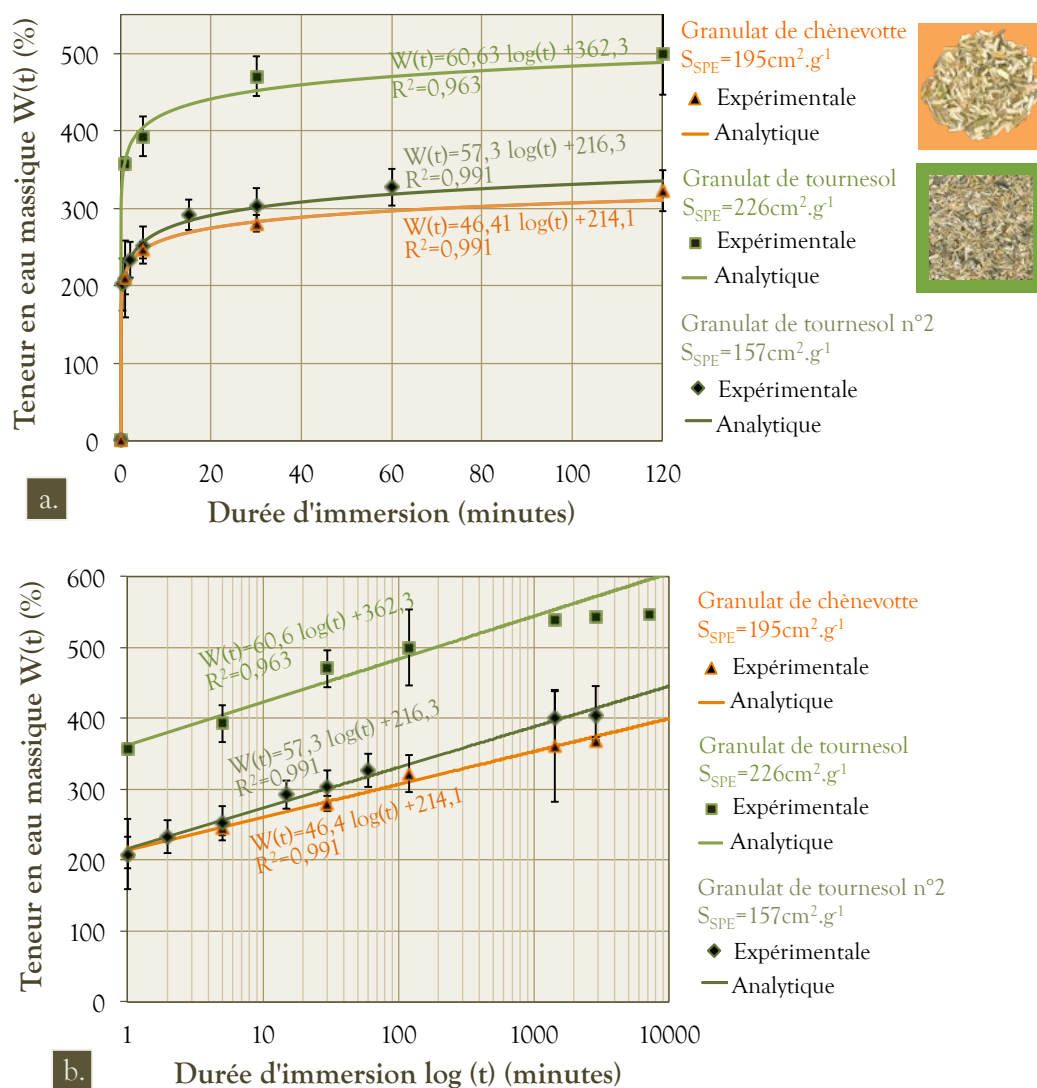 Teneur en eau massique W(t) (%)
500
400
300
200
100
0
0
20
40
60
80
100
120
Durée d'immersion (minutes)
a.
W(t)=60,63 log(t) +362,3
R²=0,963
W(t)=57,3 log(t) +216,3
R²=0,991
W(t)=46,41 log(t) +214,1
R²=0,991
Granulat de chènevotte
S_SPE=195cm².g⁻¹
Expérimentale
Analytique
Granulat de tournesol
S_SPE=226cm².g⁻¹
Expérimentale
Analytique
Granulat de tournesol n°2
S_SPE=157cm².g⁻¹
Expérimentale
Analytique
Teneur en eau massique W(t) (%)
600
500
400
300
200
100
0
1
10
100
1000
10000
Durée d'immersion log (t) (minutes)
b.
W(t)=60,6 log(t) +362,3
R²=0,963
W(t)=57,3 log(t) +216,3
R²=0,991
W(t)=46,4 log(t) +214,1
R²=0,991
Granulat de chènevotte
S_SPE=195cm².g⁻¹
Expérimentale
Analytique
Granulat de tournesol
S_SPE=226cm².g⁻¹
Expérimentale
Analytique
Granulat de tournesol n°2
S_SPE=157cm².g⁻¹
Expérimentale
Analytique